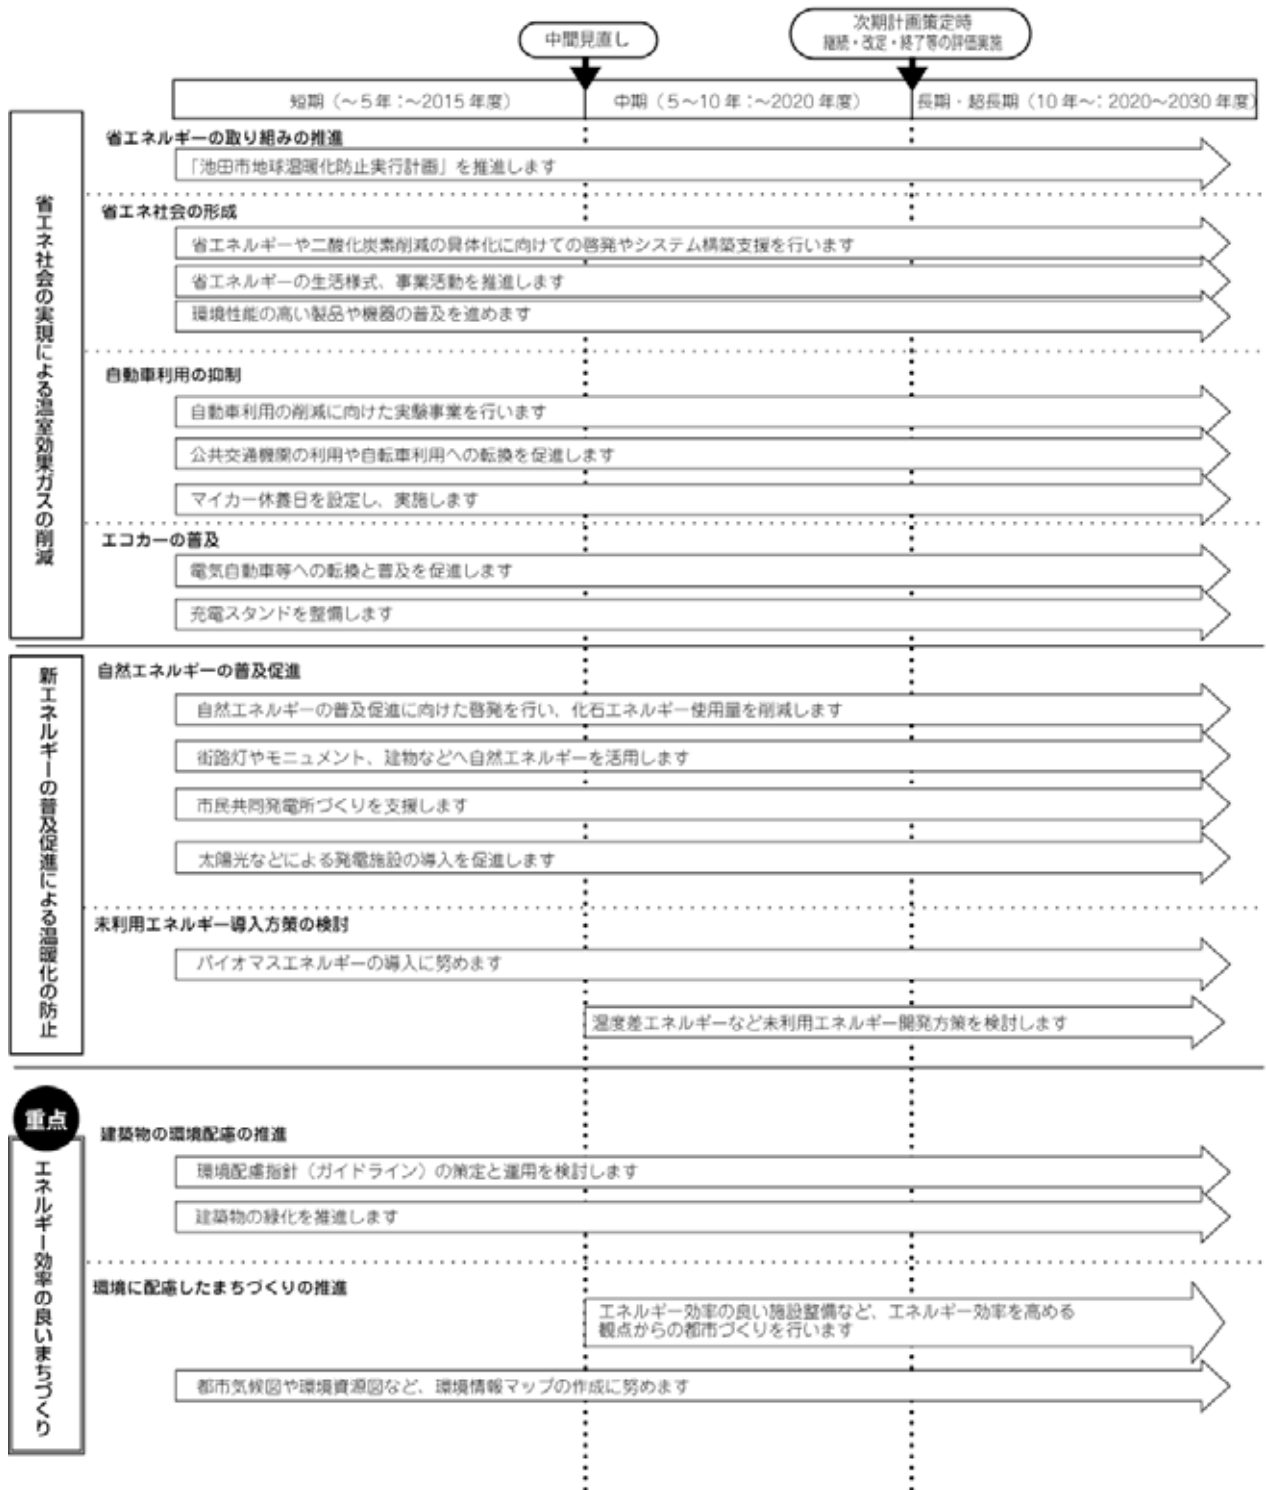 中間見直し
次期計画策定時
継続・改定・終了等の評価実施
短期（～5年：～2015年度）
中期（5～10年：～2020年度）
長期・超長期（10年～：2020～2030年度）
省エネ社会の実現による温室効果ガスの削減
省エネルギーの取り組みの推進
「池田市地球温暖化防止実行計画」を推進します
省エネ社会の形成
省エネルギーや二酸化炭素削減の具体化に向けての啓発やシステム構築支援を行います
省エネルギーの生活様式、事業活動を推進します
環境性能の高い製品や機器の普及を進めます
自動車利用の抑制
自動車利用の削減に向けた実験事業を行います
公共交通機関の利用や自転車利用への転換を促進します
マイカー休養日を設定し、実施します
エコカーの普及
電気自動車等への転換と普及を促進します
充電スタンドを整備します
新エネルギーの普及促進による温暖化の防止
自然エネルギーの普及促進
自然エネルギーの普及促進に向けた啓発を行い、化石エネルギー使用量を削減します
街路灯やモニュメント、建物などへ自然エネルギーを活用します
市民共同発電所づくりを支援します
太陽光などによる発電施設の導入を促進します
未利用エネルギー導入方策の検討
バイオマスエネルギーの導入に努めます
温度差エネルギーなど未利用エネルギー開発方策を検討します
重点
エネルギー効率の良いまちづくり
建築物の環境配慮の推進
環境配慮指針（ガイドライン）の策定と運用を検討します
建築物の緑化を推進します
環境に配慮したまちづくりの推進
エネルギー効率の良い施設整備など、エネルギー効率を高める
観点からの都市づくりを行います
都市気候図や環境資源図など、環境情報マップの作成に努めます